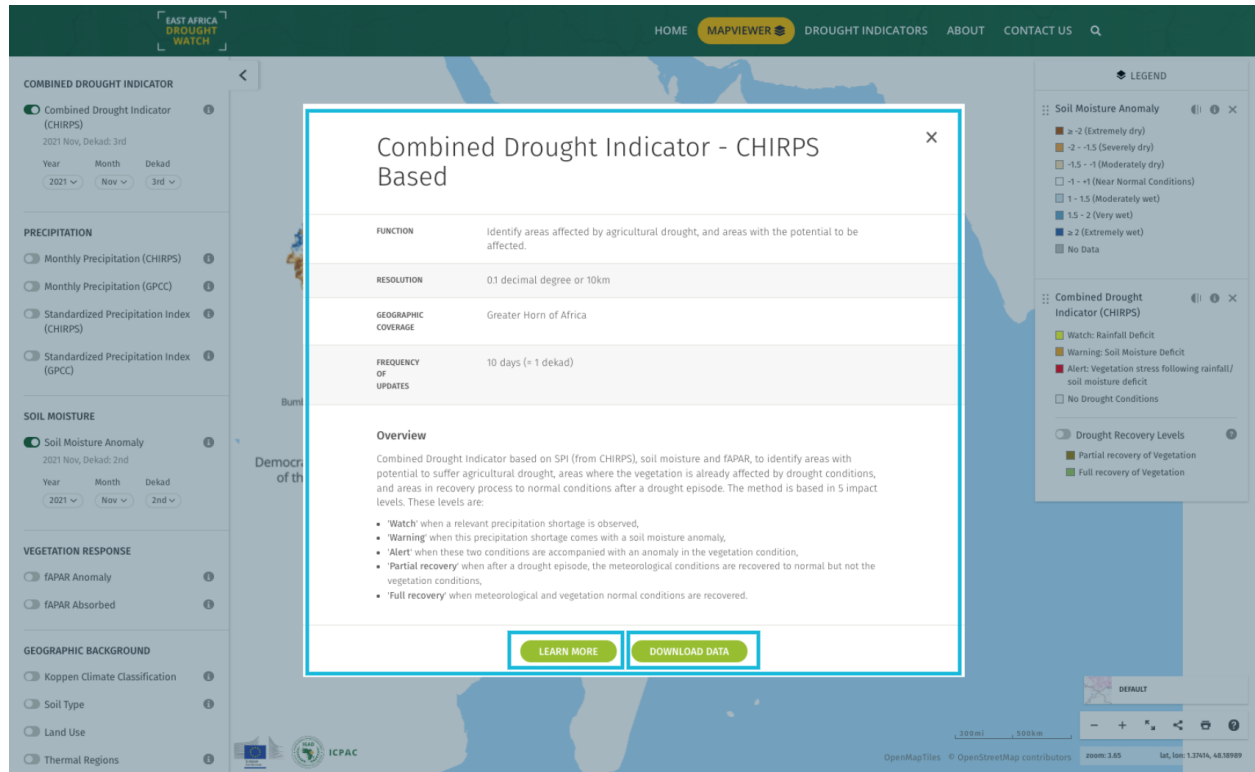 EAST AFRICA
DROUGHT
WATCH
HOME
MAPVIEWER
DROUGHT INDICATORS
ABOUT
CONTACT US
COMBINED DROUGHT INDICATOR
Combined Drought Indicator
(CHIRPS)
2021 Nov, Dekad: 3rd
Year Month Dekad
2021 Nov 3rd
PRECIPITATION
Monthly Precipitation (CHIRPS)
Monthly Precipitation (GPCC)
Standardized Precipitation Index
(CHIRPS)
Standardized Precipitation Index
(GPCC)
SOIL MOISTURE
Soil Moisture Anomaly
2021 Nov, Dekad: 2nd
Year Month Dekad
2021 Nov 2nd
VEGETATION RESPONSE
fAPAR Anomaly
fAPAR Absorbed
GEOGRAPHIC BACKGROUND
Koppen Climate Classification
Soil Type
Land Use
Thermal Regions
Combined Drought Indicator - CHIRPS
Based
FUNCTION
Identify areas affected by agricultural drought, and areas with the potential to be
affected.
RESOLUTION
0.1 decimal degree or 10km
GEOGRAPHIC
COVERAGE
Greater Horn of Africa
FREQUENCY
OF
UPDATES
10 days (≈ 1 dekad)
Overview
Combined Drought Indicator based on SPI (from CHIRPS), soil moisture and fAPAR, to identify areas with
potential to suffer agricultural drought, areas where the vegetation is already affected by drought conditions,
and areas in recovery process to normal conditions after a drought episode. The method is based in 5 impact
levels. These levels are:
• 'Watch' when a relevant precipitation shortage is observed,
• 'Warning' when this precipitation shortage comes with a soil moisture anomaly,
• 'Alert' when these two conditions are accompanied with an anomaly in the vegetation condition,
• 'Partial recovery' when after a drought episode, the meteorological conditions are recovered to normal but not the
vegetation conditions,
• 'Full recovery' when meteorological and vegetation normal conditions are recovered.
LEARN MORE
DOWNLOAD DATA
Democra
of th
ICPAC
LEGEND
Soil Moisture Anomaly
≥ -2 (Extremely dry)
-2 - -1.5 (Severely dry)
-1.5 - -1 (Moderately dry)
-1 - +1 (Near Normal Conditions)
1 - 1.5 (Moderately wet)
1.5 - 2 (Very wet)
≥ 2 (Extremely wet)
No Data
Combined Drought
Indicator (CHIRPS)
Watch: Rainfall Deficit
Warning: Soil Moisture Deficit
Alert: Vegetation stress following rainfall/
soil moisture deficit
No Drought Conditions
Drought Recovery Levels
Partial recovery of Vegetation
Full recovery of Vegetation
DEFAULT
300mi 500km
OpenMapTiles © OpenStreetMap contributors
zoom: 3.65
lat, lon: 1.37414, 48.18989